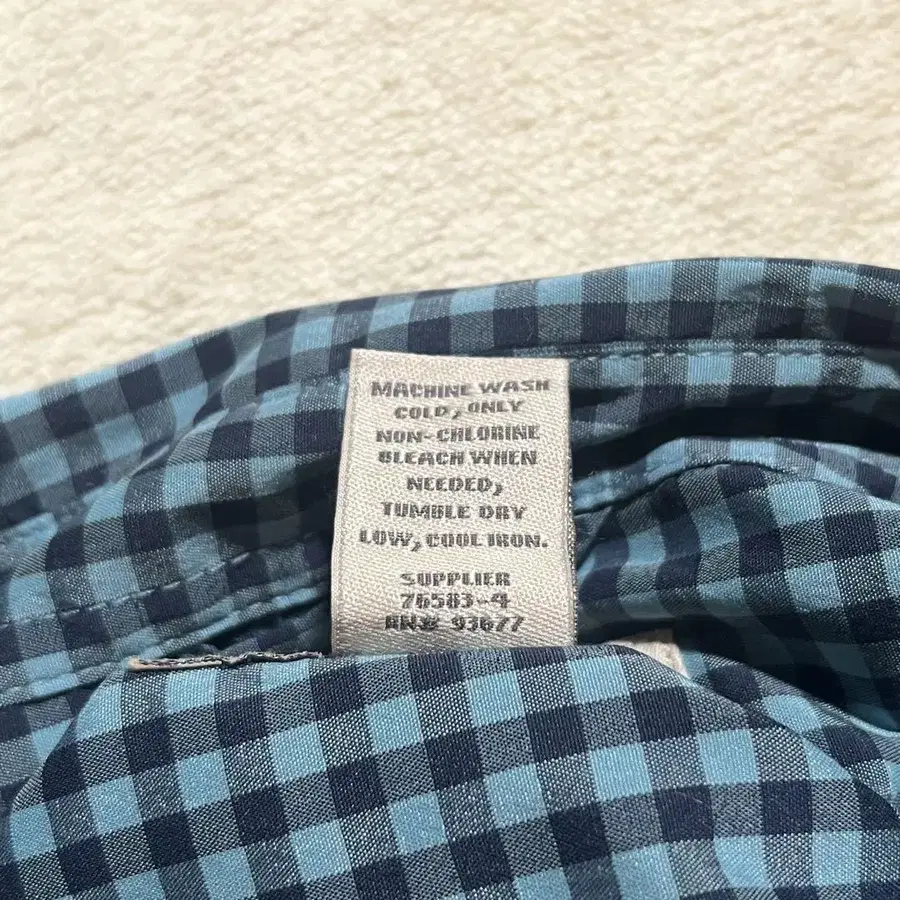 MACHINE WASH
COLD, ONLY
NON-CHLORINE
BLEACH WHEN
NEEDED,
TUMBLE DRY
LOW, COOL IRON.
SUPPLIER
76583-4
RN# 93677